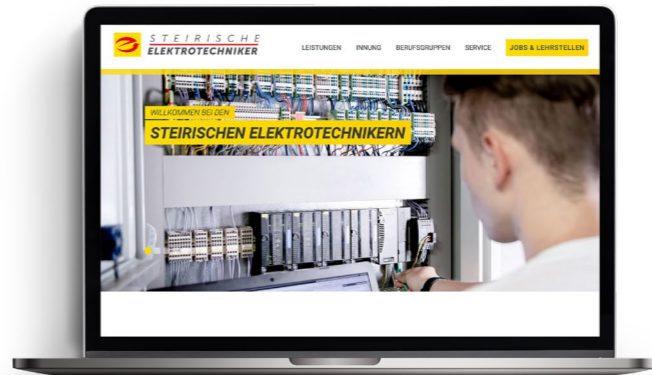 STEIRISCHE
ELEKTROTECHNIKER
LEISTUNGEN INNUNG BERUFSGRUPPEN SERVICE JOBS & LEHRSTELLEN
WILLKOMMEN BEI DEN
STEIRISCHEN ELEKTROTECHNIKERN